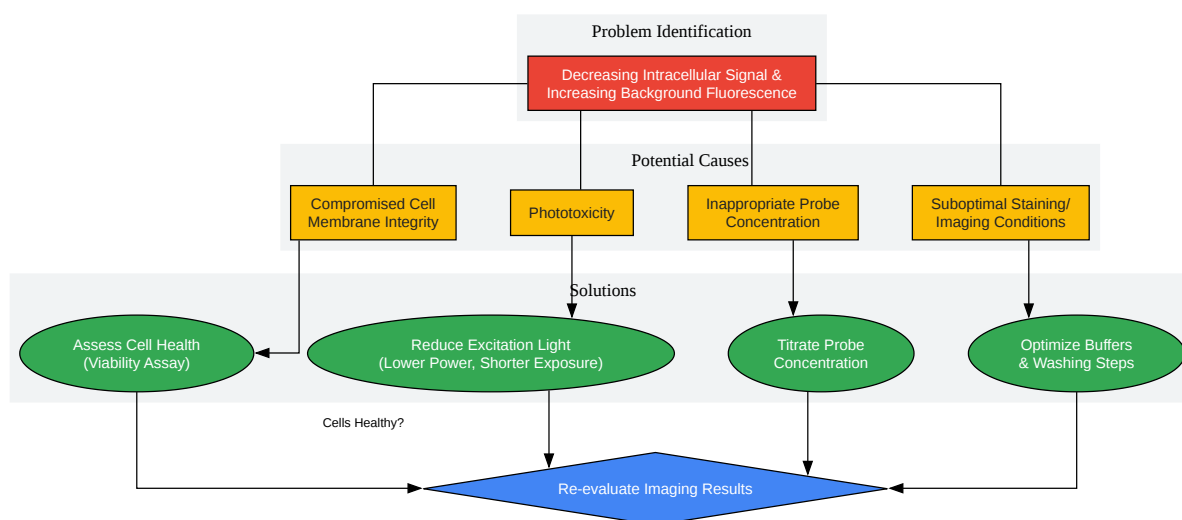 Problem Identification
Decreasing Intracellular Signal &
Increasing Background Fluorescence
Potential Causes
Compromised Cell
Membrane Integrity
Phototoxicity
Inappropriate Probe
Concentration
Suboptimal Staining/
Imaging Conditions
Solutions
Assess Cell Health
(Viability Assay)
Reduce Excitation Light
(Lower Power, Shorter Exposure)
Titrate Probe
Concentration
Optimize Buffers
& Washing Steps
Cells Healthy?
Re-evaluate Imaging Results